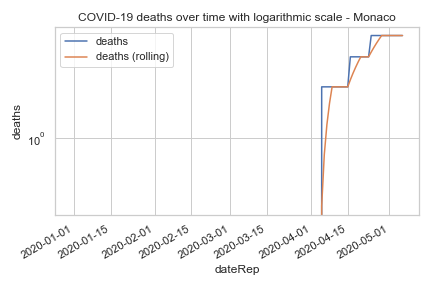 COVID-19 deaths over time with logarithmic scale - Monaco
deaths
deaths (rolling)
deaths
10⁰
2020-01-01
2020-01-15
2020-02-01
2020-02-15
2020-03-01
2020-03-15
2020-04-01
2020-04-15
2020-05-01
dateRep